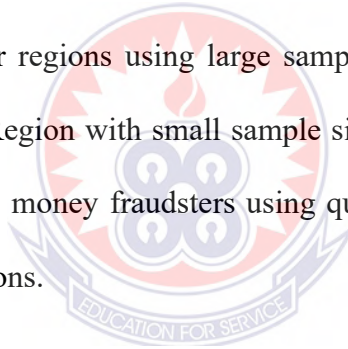 r regions using large samp
Region with small sample si
money fraudsters using qu
ons.
EDUCATION FOR SERVICE